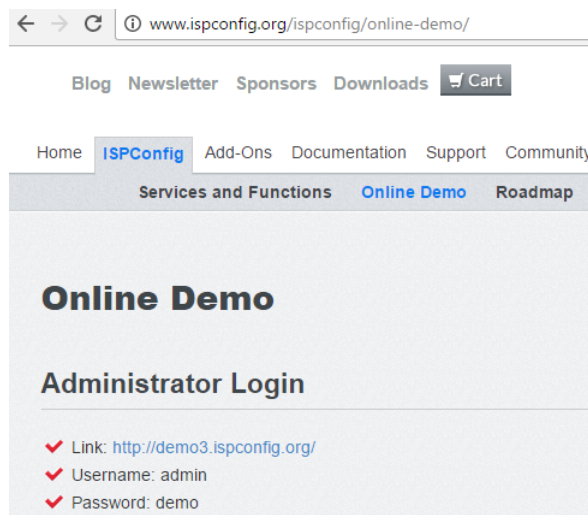 www.ispconfig.org/ispconfig/online-demo/
Blog Newsletter Sponsors Downloads Cart
Home ISPConfig Add-Ons Documentation Support Community
Services and Functions Online Demo Roadmap
Online Demo
Administrator Login
Link: http://demo3.ispconfig.org/
Username: admin
Password: demo